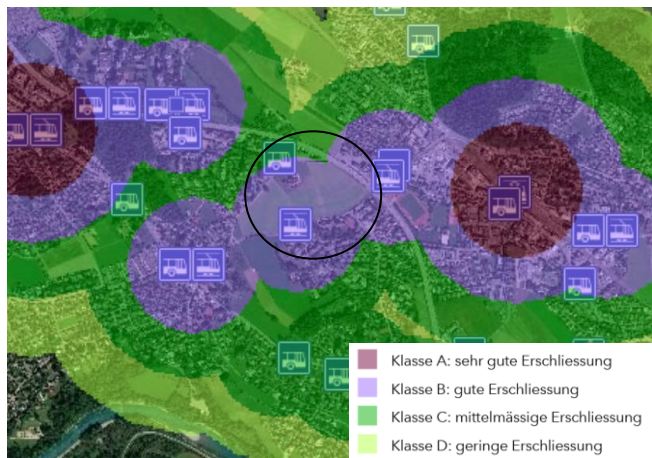 Klasse A: sehr gute Erschliessung
Klasse B: gute Erschliessung
Klasse C: mittelmässige Erschliessung
Klasse D: geringe Erschliessung